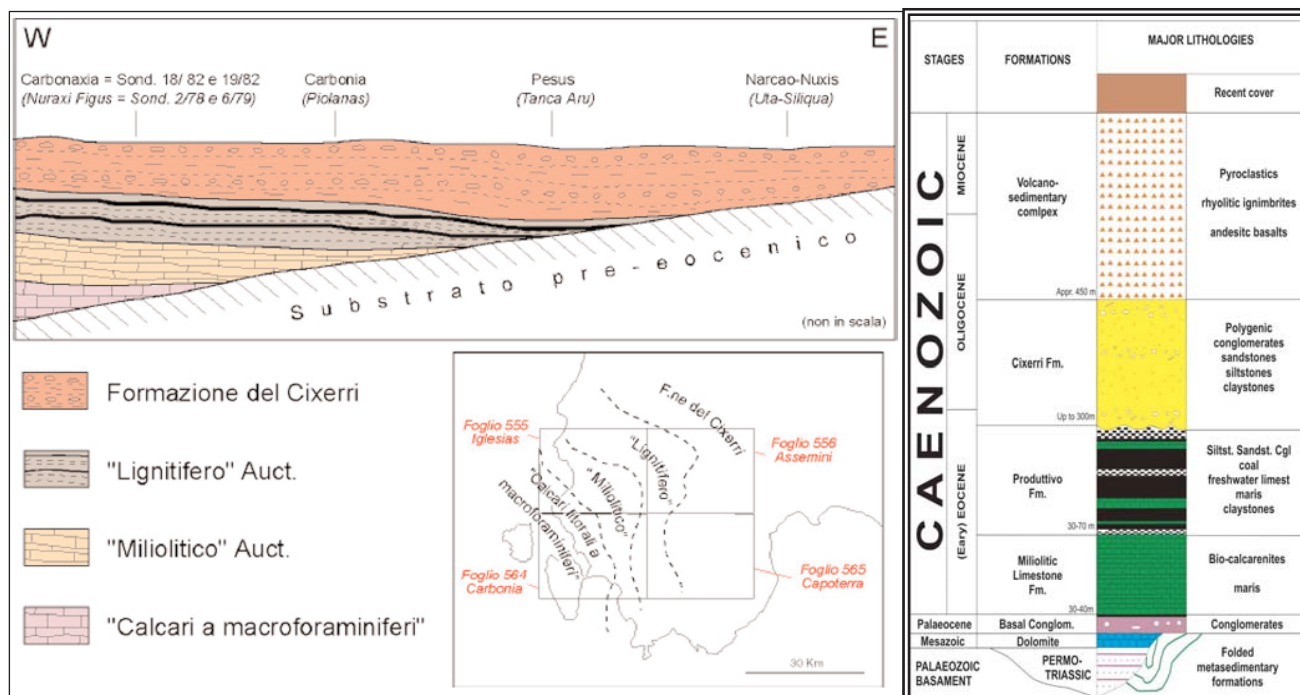 W
E
Carbonaxia = Sond. 18/ 82 e 19/82
(Nuraxi Figus = Sond. 2/78 e 6/79)
Carbonia
(Piolanas)
Pesus
(Tanca Aru)
Narcao-Nuxis
(Uta-Siliqua)
Substrato pre-eocenico
(non in scala)
Formazione del Cixerri
"Lignitifero" Auct.
"Miliolitico" Auct.
"Calcari a macroforaminiferi"
Foglio 555
Iglesias
F.ne del Cixerri
Foglio 556
Assemini
"Lignitifero"
"Miliolitico"
"Calcari litorali a
macroforaminiferi"
Foglio 564
Carbonia
Foglio 565
Capoterra
30 Km
STAGES
FORMATIONS
MAJOR LITHOLOGIES
Recent cover
CAENOZOIC
MIOCENE
Volcano-
sedimentary
comlpex
Appr. 450 m
Pyroclastics
rhyolitic ignimbrites
andesitc basalts
OLIGOCENE
Cixerri Fm.
Up to 300m
Polygenic
conglomerates
sandstones
siltstones
claystones
(Eary) EOCENE
Produttivo
Fm.
30-70 m
Siltst. Sandst. Cgl
coal
freshwater limest
maris
claystones
Miliolitic
Limestone
Fm.
30-40m
Bio-calcarenites
maris
Palaeocene
Basal Conglom.
Conglomerates
Mesazoic
Dolomite
PALAEOZOIC
BASAMENT
PERMO-
TRIASSIC
Folded
metasedimentary
formations